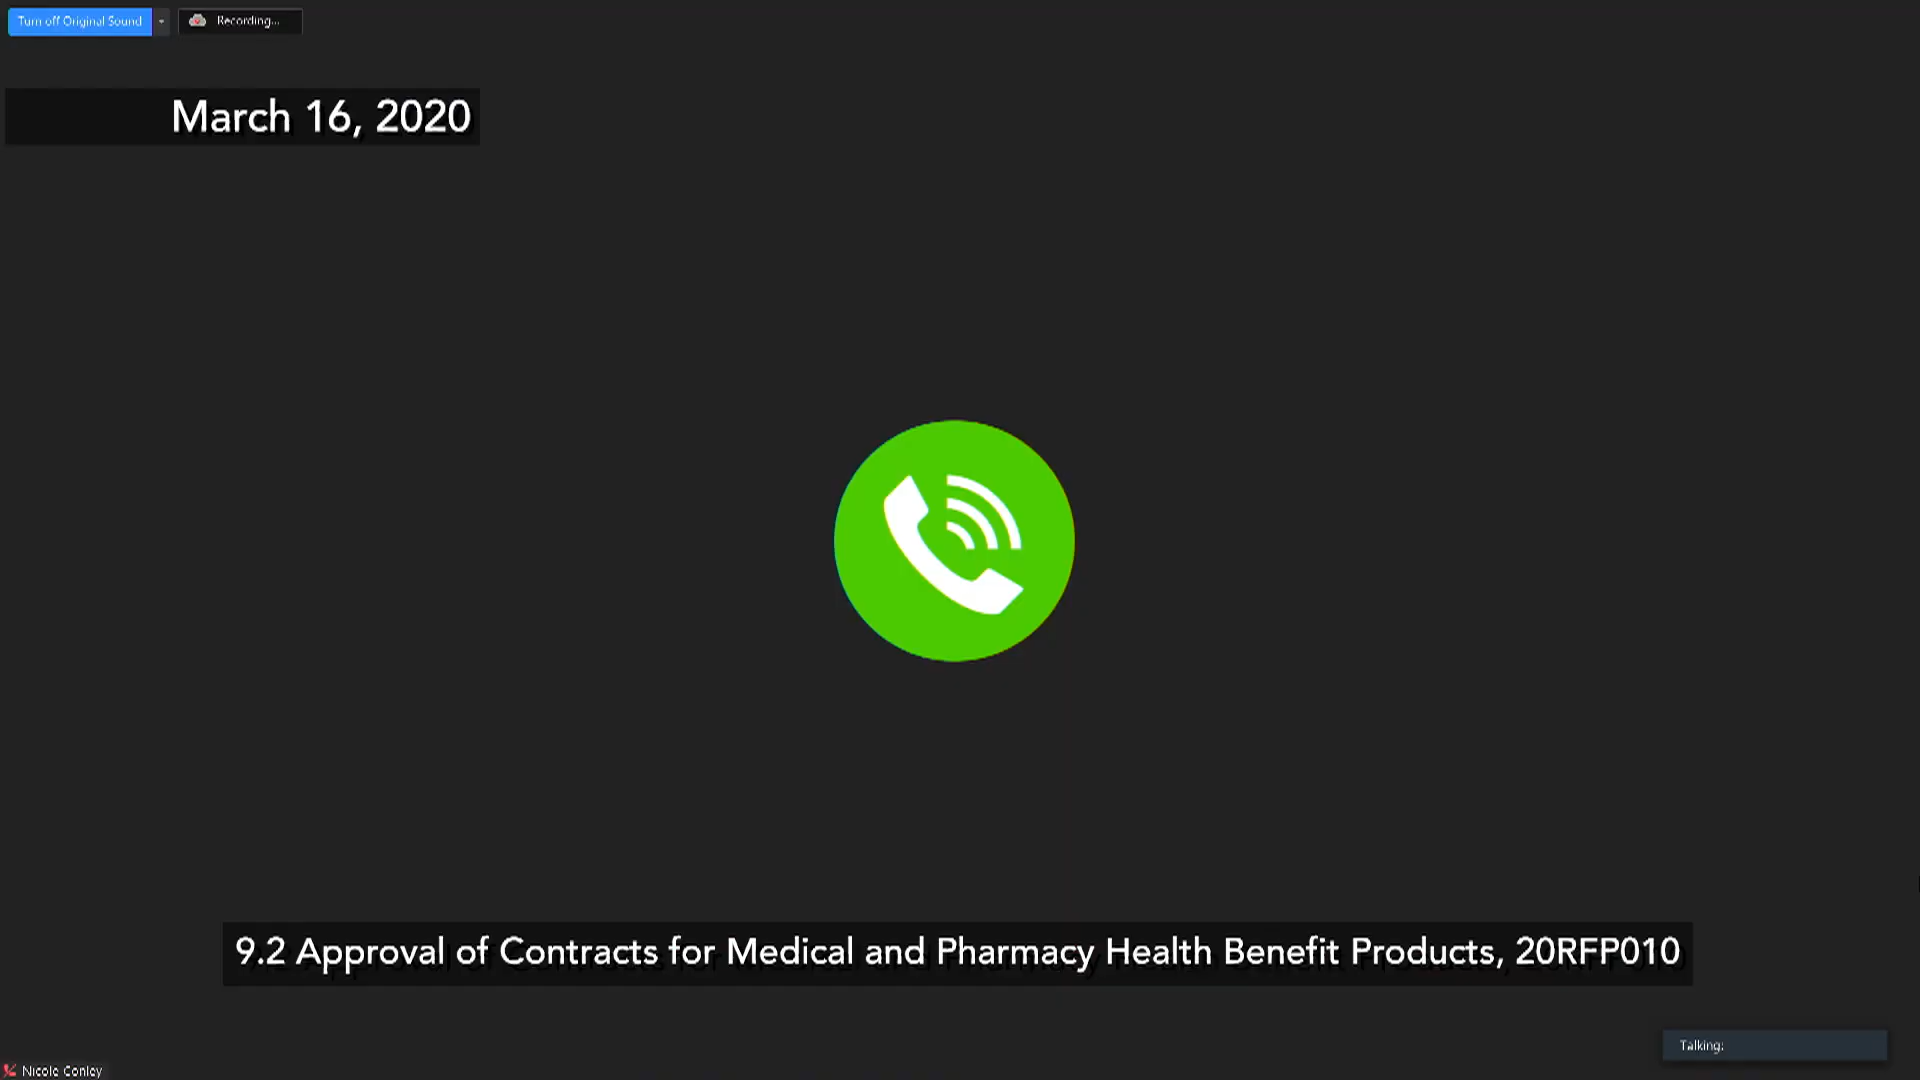 Turn off Original Sound
Recording...
March 16, 2020
9.2 Approval of Contracts for Medical and Pharmacy Health Benefit Products, 20RFP010
Talking:
Nicole Conley